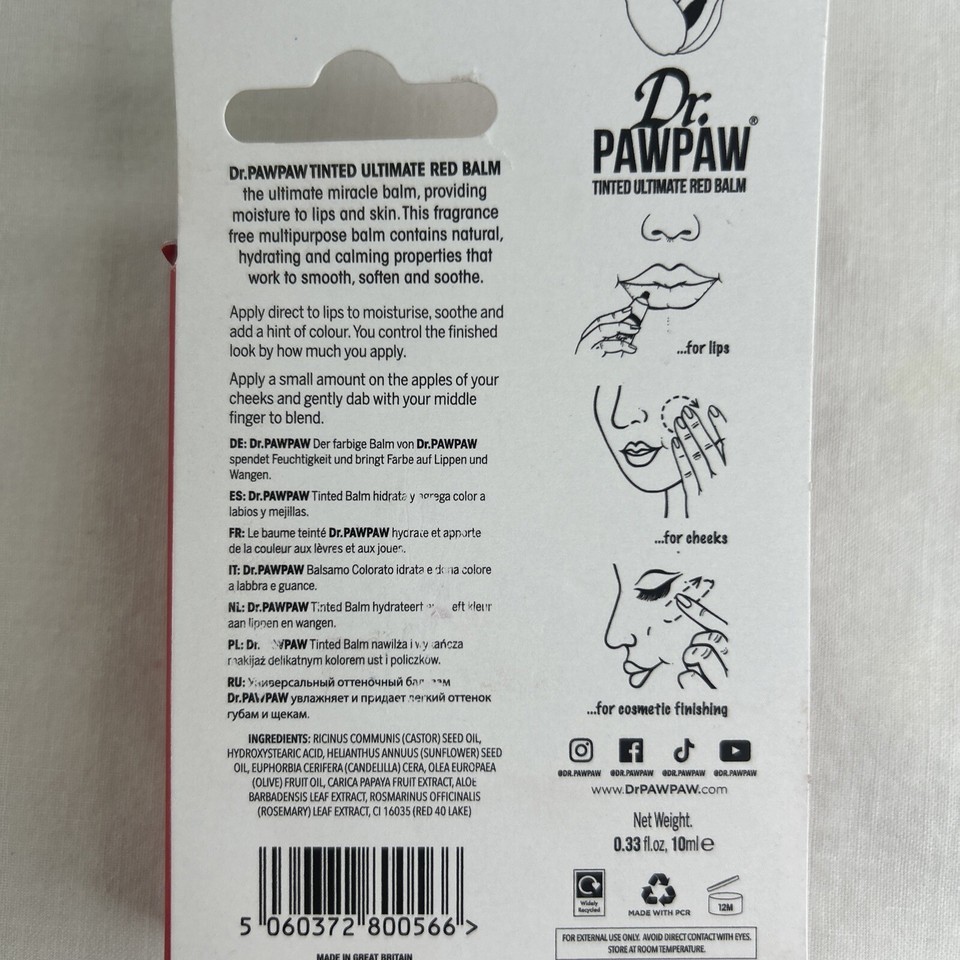 Dr.PAWPAW TINTED ULTIMATE RED BALM
the ultimate miracle balm, providing
moisture to lips and skin. This fragrance
free multipurpose balm contains natural,
hydrating and calming properties that
work to smooth, soften and soothe.
Apply direct to lips to moisturise, soothe and
add a hint of colour. You control the finished
look by how much you apply.
Apply a small amount on the apples of your
cheeks and gently dab with your middle
finger to blend.
DE: Dr.PAWPAW Der farbige Balm von Dr.PAWPAW
spendet Feuchtigkeit und bringt Farbe auf Lippen und
Wangen.
ES: Dr.PAWPAW Tinted Balm hidrata y agrega color a
labios y mejillas.
FR: Le baume teinté Dr.PAWPAW hydrate et apporte
de la couleur aux lèvres et aux joues.
IT: Dr.PAWPAW Balsamo Colorato idrata e dona colore
a labbra e guance.
NL: Dr.PAWPAW Tinted Balm hydrateert kleur
aan lippen en wangen.
PL: Dr. Tinted Balm nawilża i wykańcza
makijaż delikatnym kolorem ust i policzków.
RU: Универсальный оттеночный бальзам
Dr.PAWPAW увлажняет и придает легкий оттенок
губам и щекам.
INGREDIENTS: RICINUS COMMUNIS (CASTOR) SEED OIL,
HYDROXYSTEARIC ACID, HELIANTHUS ANNUUS (SUNFLOWER) SEED
OIL, EUPHORBIA CERIFERA (CANDELILLA) CERA, OLEA EUROPAEA
(OLIVE) FRUIT OIL, CARICA PAPAYA FRUIT EXTRACT, ALOE
BARBADENSIS LEAF EXTRACT, ROSMARINUS OFFICINALIS
(ROSEMARY) LEAF EXTRACT, CI 16035 (RED 40 LAKE)
5 060372 800566 >
MADE IN GREAT BRITAIN
Dr.
PAWPAW®
TINTED ULTIMATE RED BALM
...for lips
...for cheeks
...for cosmetic finishing
@DR.PAWPAW @DR.PAWPAW @DR.PAWPAW @DR.PAWPAW
www.DrPAWPAW.com
Net Weight.
0.33 fl.oz, 10ml ℮
Widely
Recycled
MADE WITH PCR
12M
FOR EXTERNAL USE ONLY. AVOID DIRECT CONTACT WITH EYES.
STORE AT ROOM TEMPERATURE.